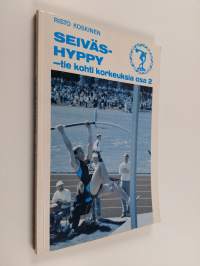 RISTO KOSKINEN
SEIVÄS-
HYPPY
–tie kohti korkeuksia osa 2